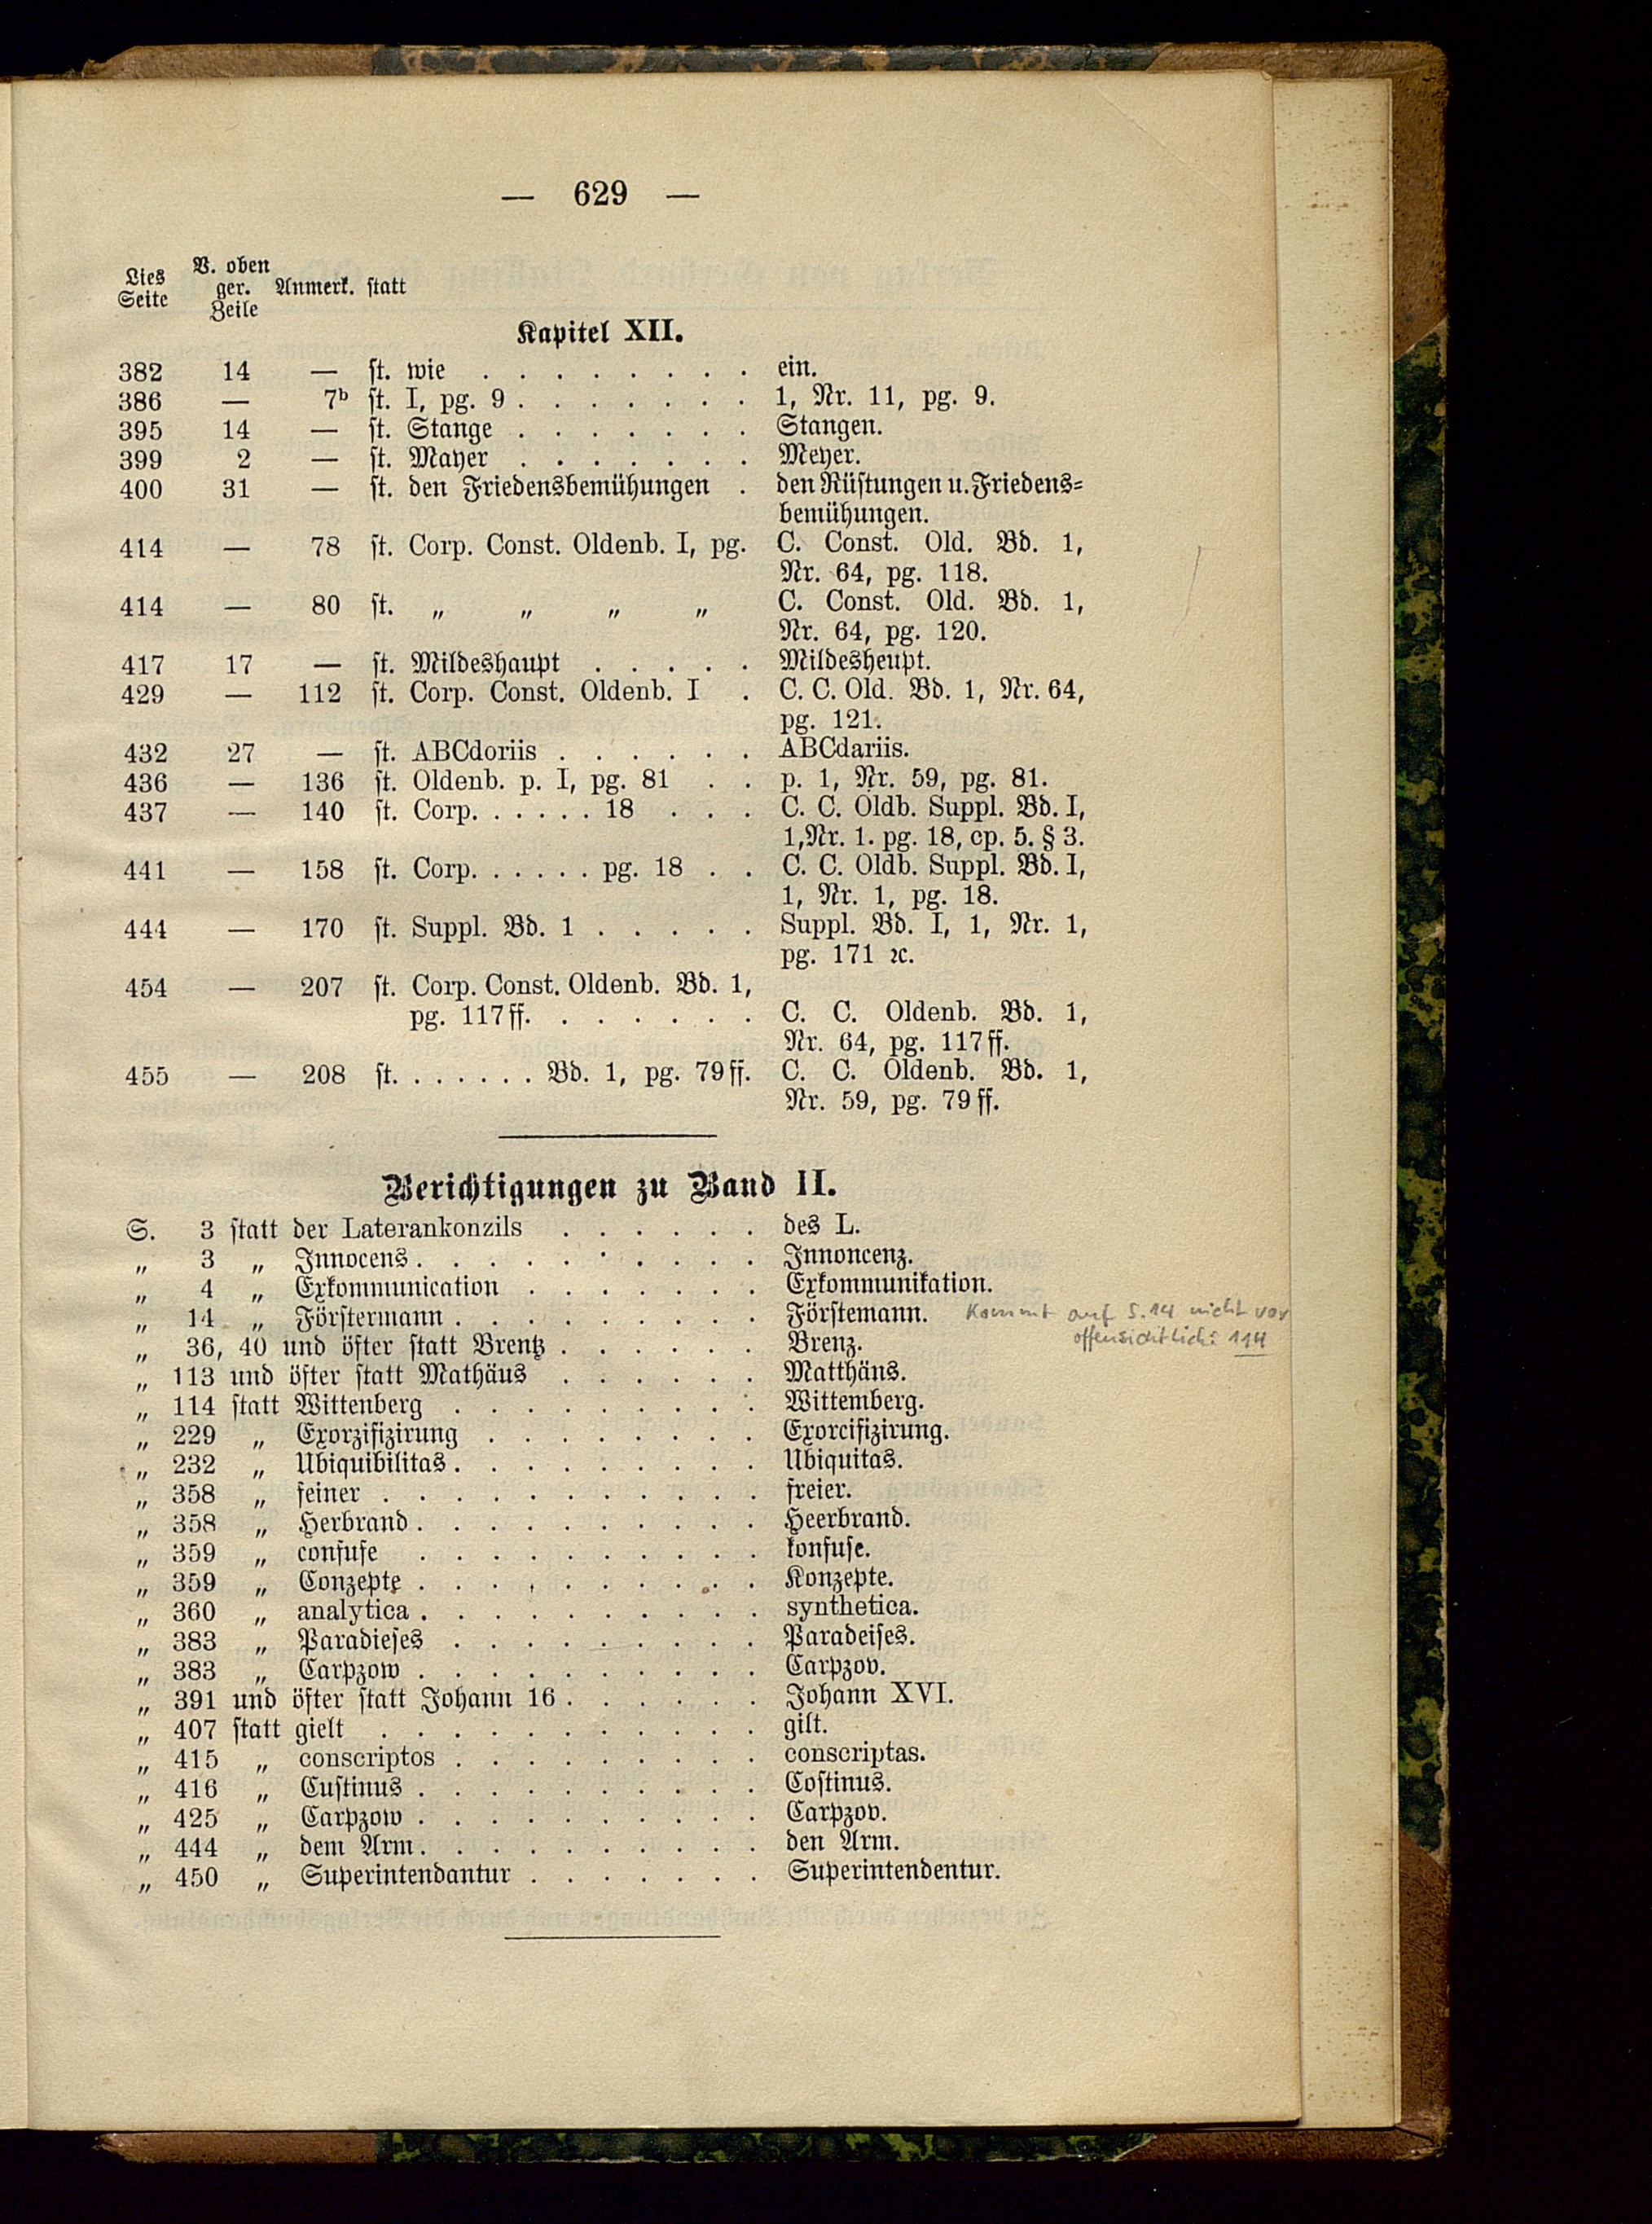 — 629 —
Lies Seite V. oben ger. Zeile Anmerk. statt
Kapitel XII.
382 14 — st. wie . . . . . . . . ein.
386 — 7b st. I, pg. 9 . . . . . . . 1, Nr. 11, pg. 9.
395 14 — st. Stange . . . . . . . Stangen.
399 2 — st. Mayer . . . . . . . Meyer.
400 31 — st. den Friedensbemühungen . den Rüstungen u. Friedens-
bemühungen.
414 — 78 st. Corp. Const. Oldenb. I, pg. C. Const. Old. Bd. 1,
Nr. 64, pg. 118.
414 — 80 st. „ „ „ „ C. Const. Old. Bd. 1,
Nr. 64, pg. 120.
417 17 — st. Mildeshaupt . . . . . Mildesheupt.
429 — 112 st. Corp. Const. Oldenb. I . C. C. Old. Bd. 1, Nr. 64,
pg. 121.
432 27 — st. ABCdoriis . . . . . . ABCdariis.
436 — 136 st. Oldenb. p. I, pg. 81 . . p. 1, Nr. 59, pg. 81.
437 — 140 st. Corp. . . . . . 18 . . . C. C. Oldb. Suppl. Bd. I,
1, Nr. 1. pg. 18, cp. 5. § 3.
441 — 158 st. Corp. . . . . . pg. 18 . . C. C. Oldb. Suppl. Bd. I,
1, Nr. 1, pg. 18.
444 — 170 st. Suppl. Bd. 1 . . . . . Suppl. Bd. I, 1, Nr. 1,
pg. 171 ꝛc.
454 — 207 st. Corp. Const. Oldenb. Bd. 1,
pg. 117 ff. . . . . . . C. C. Oldenb. Bd. 1,
Nr. 64, pg. 117 ff.
455 — 208 st. . . . . . . Bd. 1, pg. 79 ff. C. C. Oldenb. Bd. 1,
Nr. 59, pg. 79 ff.
Berichtigungen zu Band II.
S. 3 statt der Laterankonzils . . . . . . des L.
„ 3 „ Innocens . . . . . . . . . Innoncenz.
„ 4 „ Exkommunication . . . . . . . Exkommunikation.
„ 14 „ Förstermann . . . . . . . . . Förstemann. Kommt auf S. 14 nicht vor
offensichtlich: 114
„ 36, 40 und öfter statt Brentz . . . . . . Brenz.
„ 113 und öfter statt Mathäus . . . . . . Matthäns.
„ 114 statt Wittenberg . . . . . . . . . Wittemberg.
„ 229 „ Exorzifizirung . . . . . . . . Exorcifizirung.
„ 232 „ Ubiquibilitas . . . . . . . . . Ubiquitas.
„ 358 „ feiner . . . . . . . . . . . freier.
„ 358 „ Herbrand . . . . . . . . . . Heerbrand.
„ 359 „ confuse . . . . . . . . . . konfuse.
„ 359 „ Conzepte . . . . . . . . . . Konzepte.
„ 360 „ analytica . . . . . . . . . . synthetica.
„ 383 „ Paradieses . . . . . . . . . Paradeises.
„ 383 „ Carpzow . . . . . . . . . . Carpzov.
„ 391 und öfter statt Johann 16 . . . . . . Johann XVI.
„ 407 statt gielt . . . . . . . . . . . gilt.
„ 415 „ conscriptos . . . . . . . . . conscriptas.
„ 416 „ Custinus . . . . . . . . . . Costinus.
„ 425 „ Carpzow . . . . . . . . . . Carpzov.
„ 444 „ dem Arm . . . . . . . . . . den Arm.
„ 450 „ Superintendantur . . . . . . . Superintendentur.